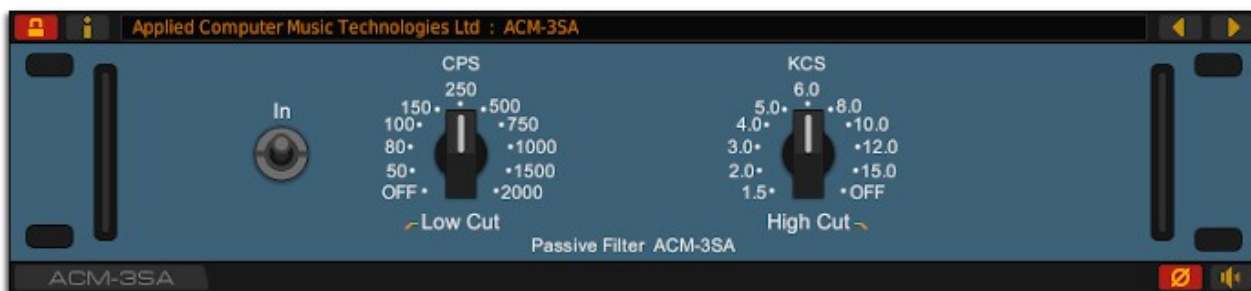 Applied Computer Music Technologies Ltd : ACM-3SA
CPS
KCS
250
6.0
In
150 500
5.0 8.0
100 750
4.0 10.0
80 1000
3.0 12.0
50 1500
2.0 15.0
OFF 2000
1.5 OFF
Low Cut
High Cut
Passive Filter ACM-3SA
ACM-3SA